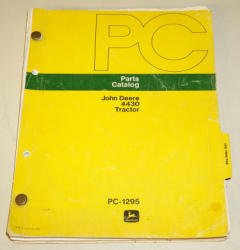 PC
Parts
Catalog
John Deere
4430
Tractor
PC-1295